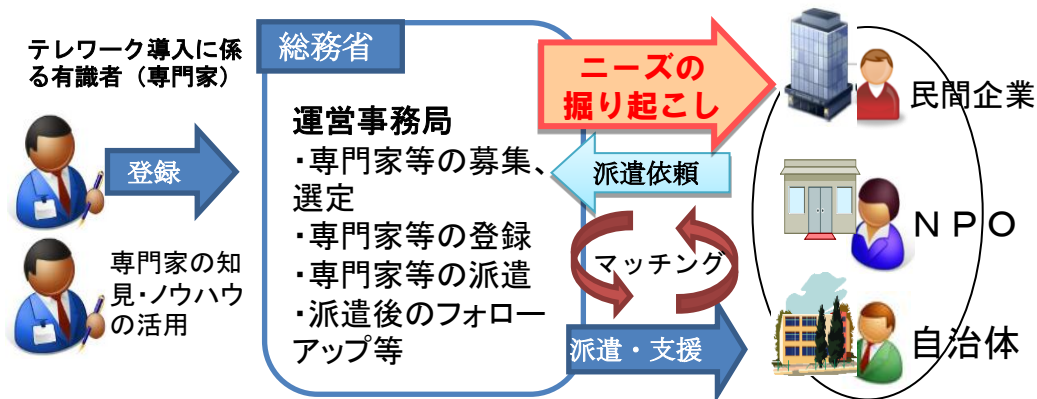 テレワーク導入に係
る有識者（専門家）
登録
専門家の知
見・ノウハウ
の活用
総務省
運営事務局
・専門家等の募集、
選定
・専門家等の登録
・専門家等の派遣
・派遣後のフォロー
アップ等
ニーズの
掘り起こし
派遣依頼
マッチング
派遣・支援
民間企業
ＮＰＯ
自治体